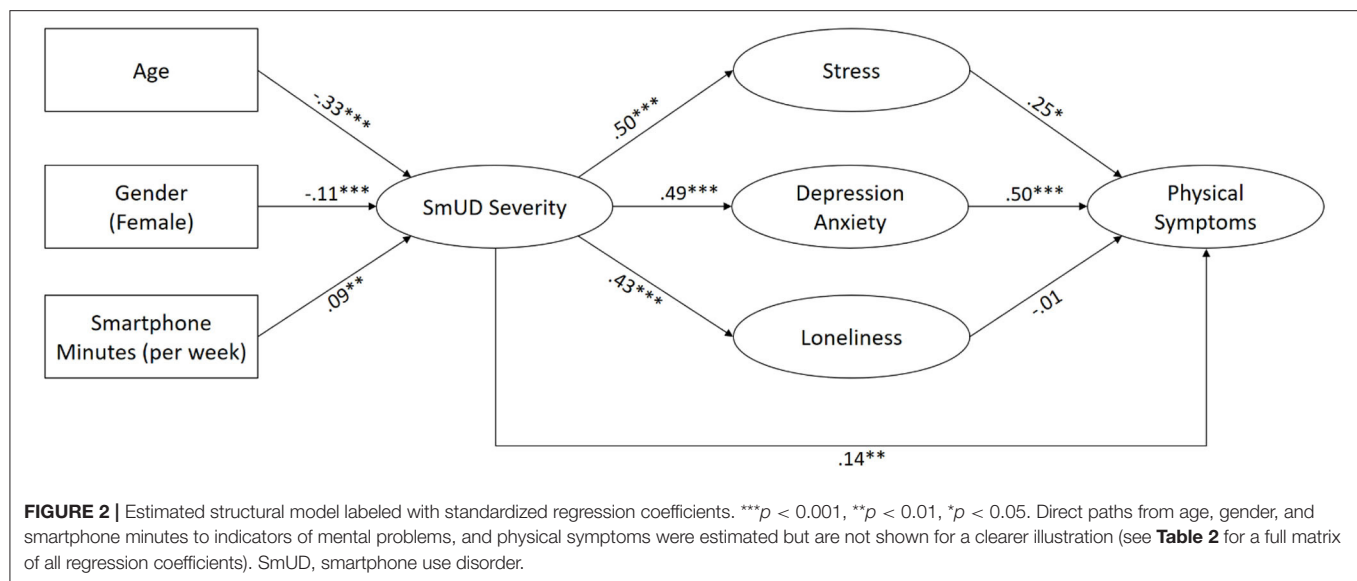 Age
Gender
(Female)
Smartphone
Minutes (per week)
-.33***
-.11***
.09**
SmUD Severity
.50***
.49***
.43***
Stress
Depression
Anxiety
Loneliness
.25*
.50***
-.01
Physical
Symptoms
.14**
FIGURE 2 | Estimated structural model labeled with standardized regression coefficients. ***p < 0.001, **p < 0.01, *p < 0.05. Direct paths from age, gender, and
smartphone minutes to indicators of mental problems, and physical symptoms were estimated but are not shown for a clearer illustration (see Table 2 for a full matrix
of all regression coefficients). SmUD, smartphone use disorder.